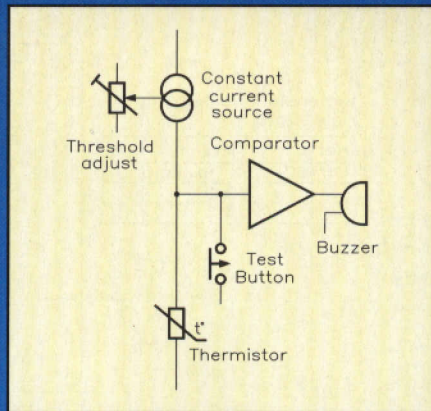 Constant
current
source
Threshold
adjust
Comparator
Buzzer
Test
Button
t°
Thermistor